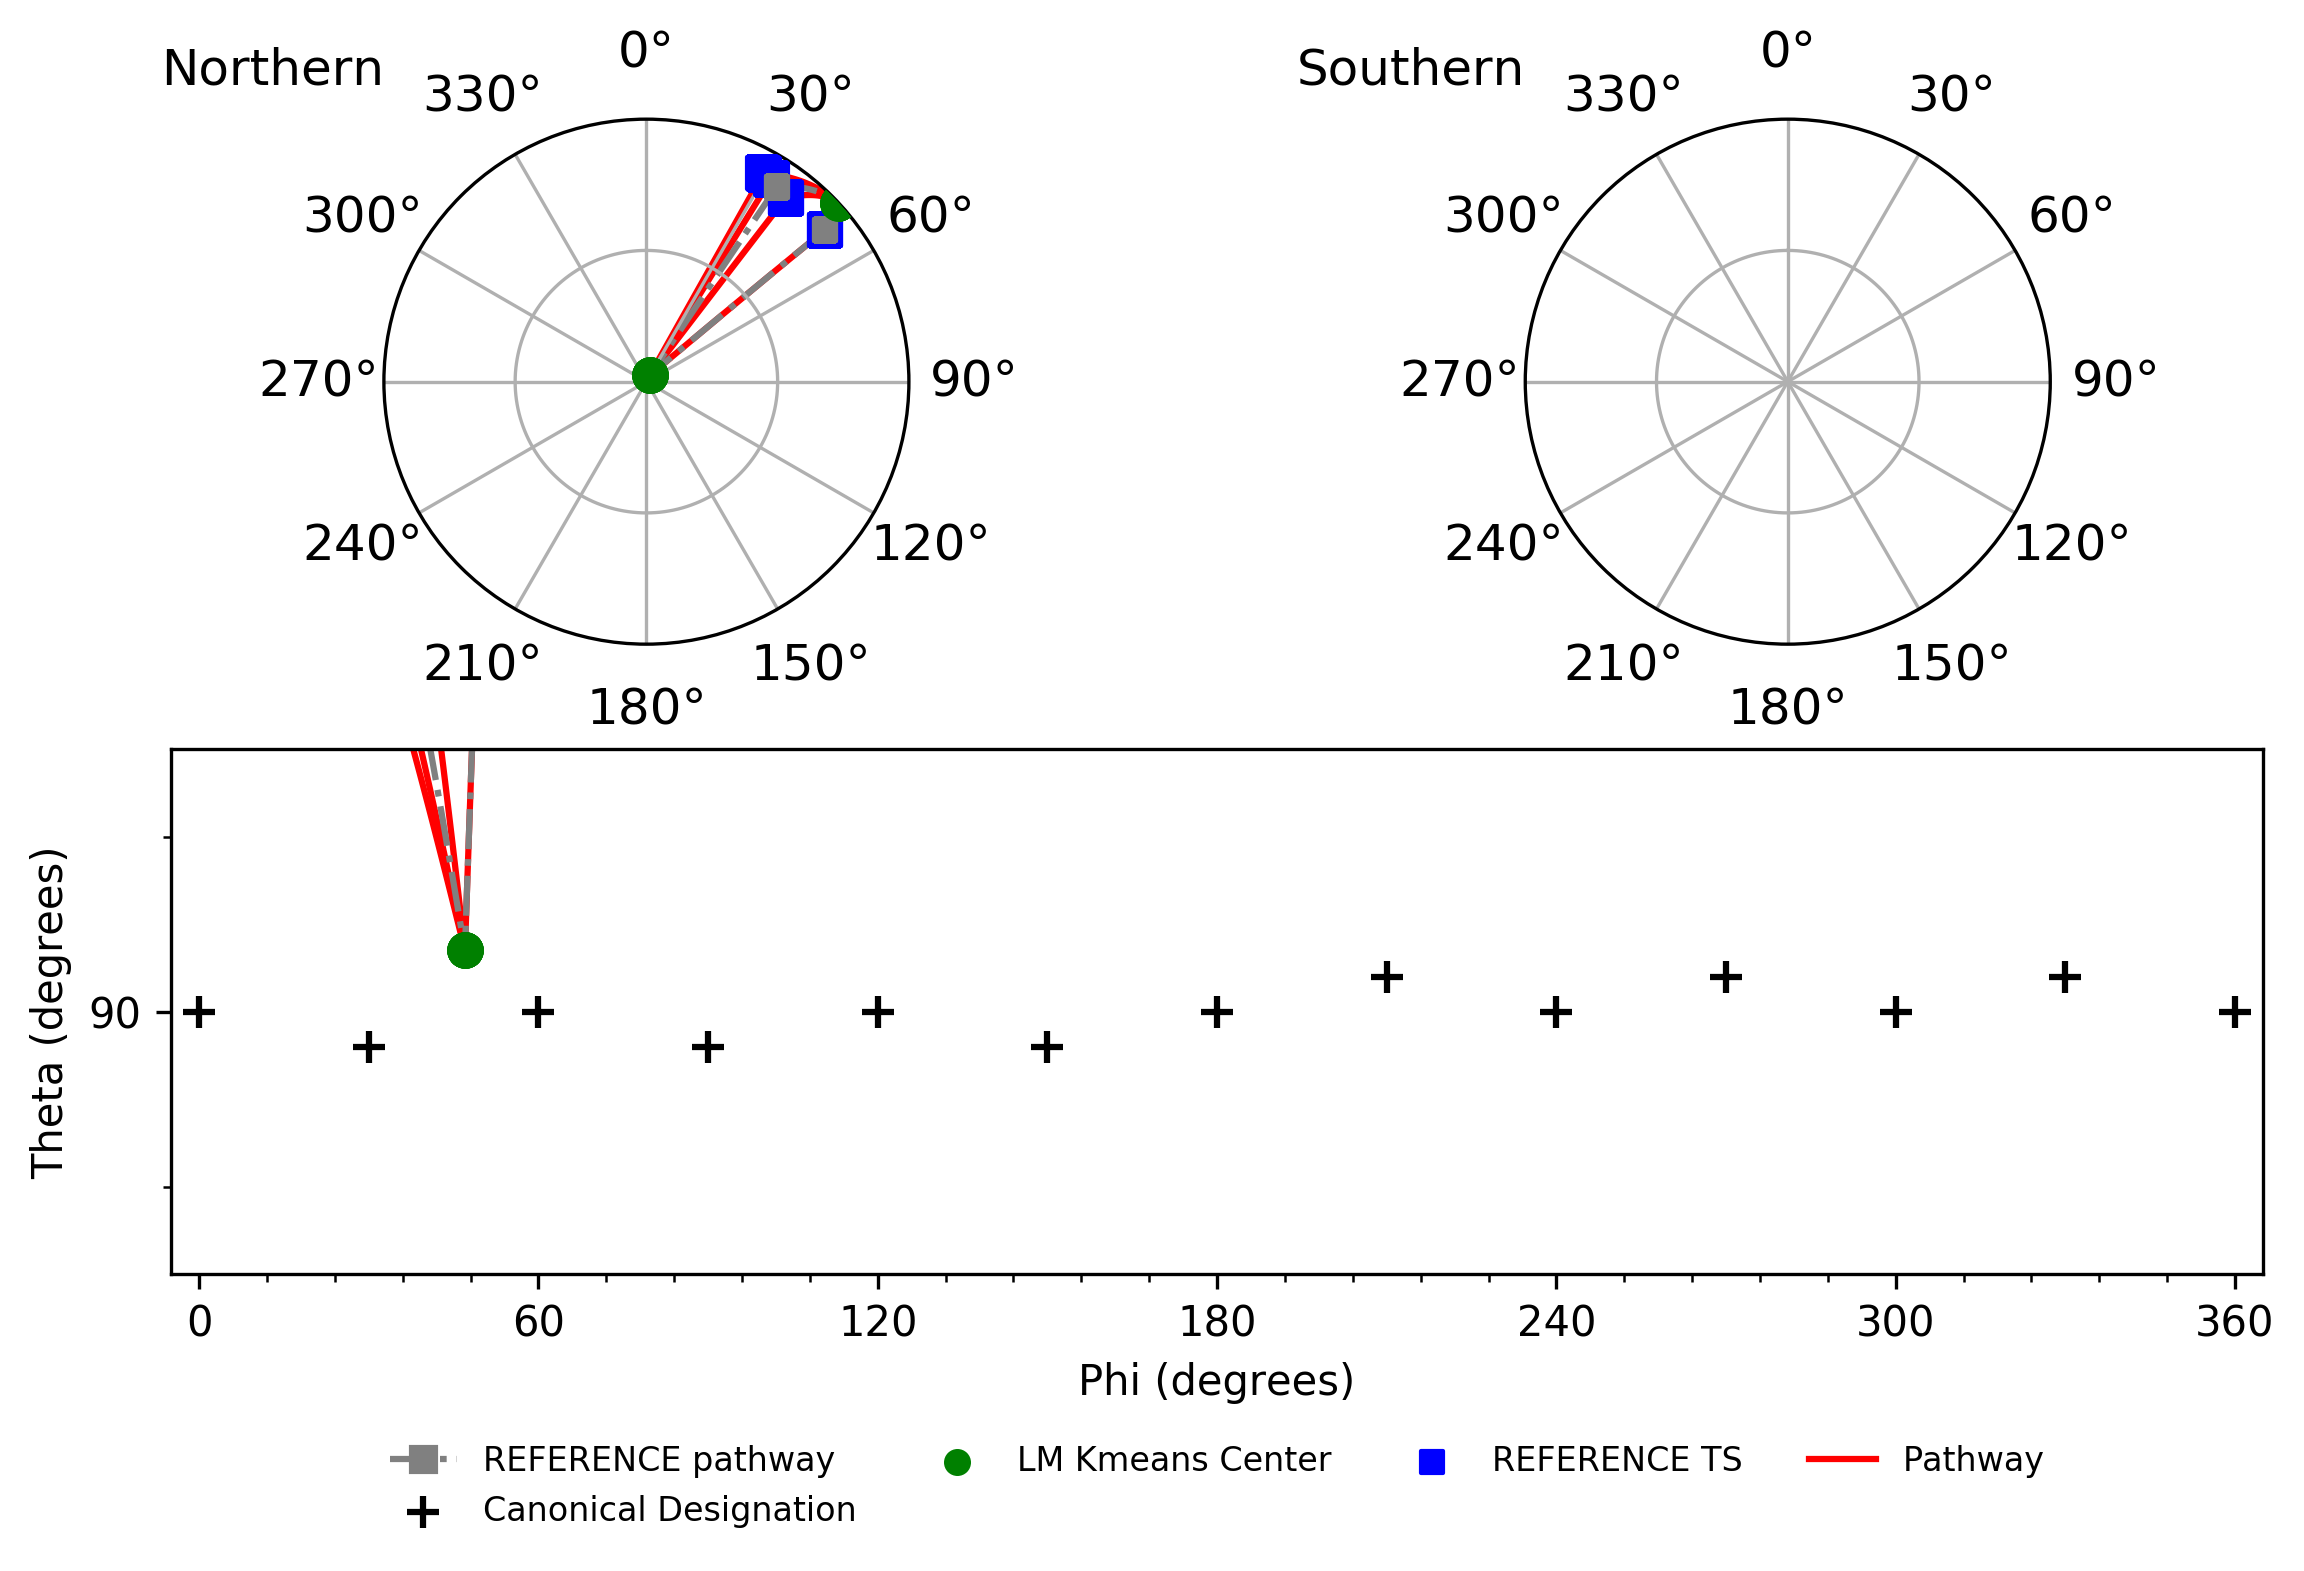 Northern
0°
330°
30°
300°
60°
270°
90°
240°
120°
210°
150°
180°
Southern
0°
330°
30°
300°
60°
270°
90°
240°
120°
210°
150°
180°
Theta (degrees)
90
0 60 120 180 240 300 360
Phi (degrees)
REFERENCE pathway
LM Kmeans Center
REFERENCE TS
Pathway
Canonical Designation